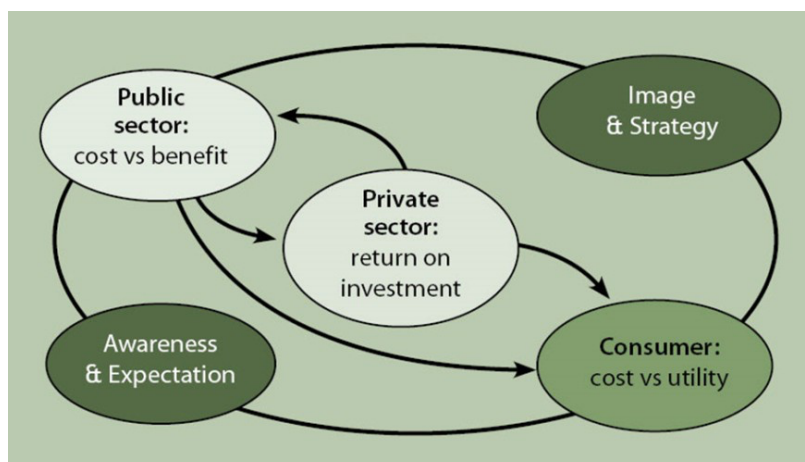 Public
sector:
cost vs benefit
Image
& Strategy
Private
sector:
return on
investment
Awareness
& Expectation
Consumer:
cost vs utility